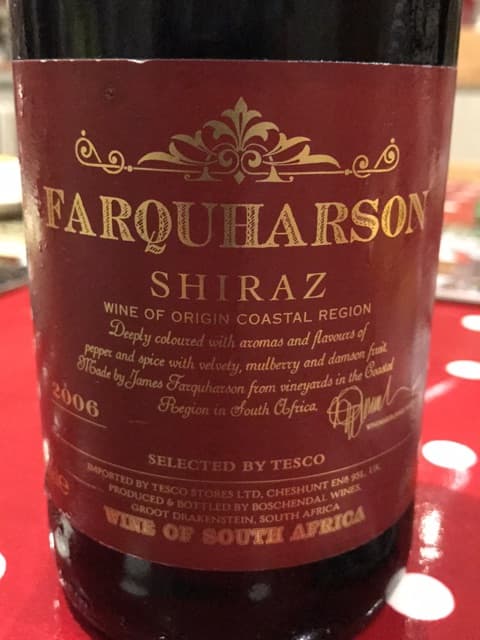 FARQUHARSON
SHIRAZ
WINE OF ORIGIN COASTAL REGION
Deeply coloured with aromas and flavours of
pepper and spice with velvety, mulberry and damson fruit.
Made by James Farquharson from vineyards in the Coastal
Region in South Africa.
2006
SELECTED BY TESCO
IMPORTED BY TESCO STORES LTD, CHESHUNT EN8 9SL, UK.
PRODUCED & BOTTLED BY BOSCHENDAL WINES,
GROOT DRAKENSTEIN, SOUTH AFRICA
WINE OF SOUTH AFRICA